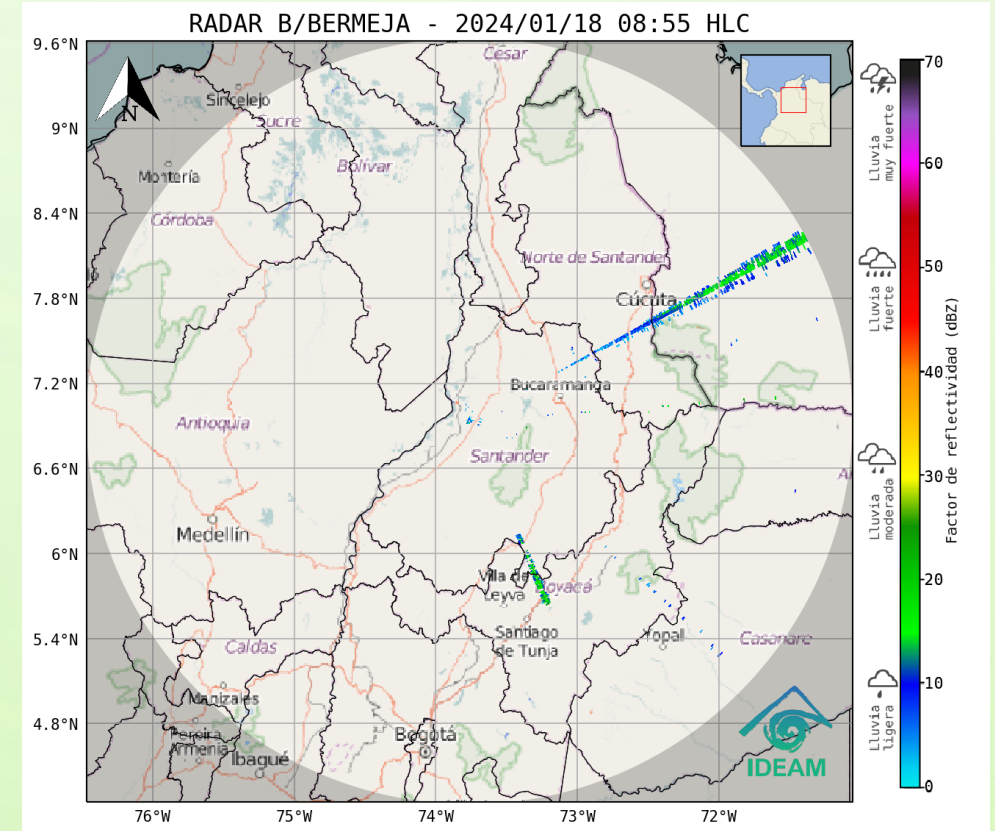 RADAR B/BERMEJA - 2024/01/18 08:55 HLC
9.6°N
9°N
8.4°N
7.8°N
7.2°N
6.6°N
6°N
5.4°N
4.8°N
76°W
75°W
74°W
73°W
72°W
N
Cesar
Sincelejo
Sucre
Bolívar
Montería
Córdoba
Norte de Santander
Cúcuta
Bucaramanga
Antioquia
Santander
Medellín
Villa de
Leyva
Boyacá
Santiago
de Tunja
Yopal
Casanare
Caldas
Manizales
Pereira
Armenia
Ibagué
Bogotá
IDEAM
70
60
50
40
30
20
10
0
Factor de reflectividad (dBZ)
Lluvia
muy fuerte
Lluvia
fuerte
Lluvia
moderada
Lluvia
ligera